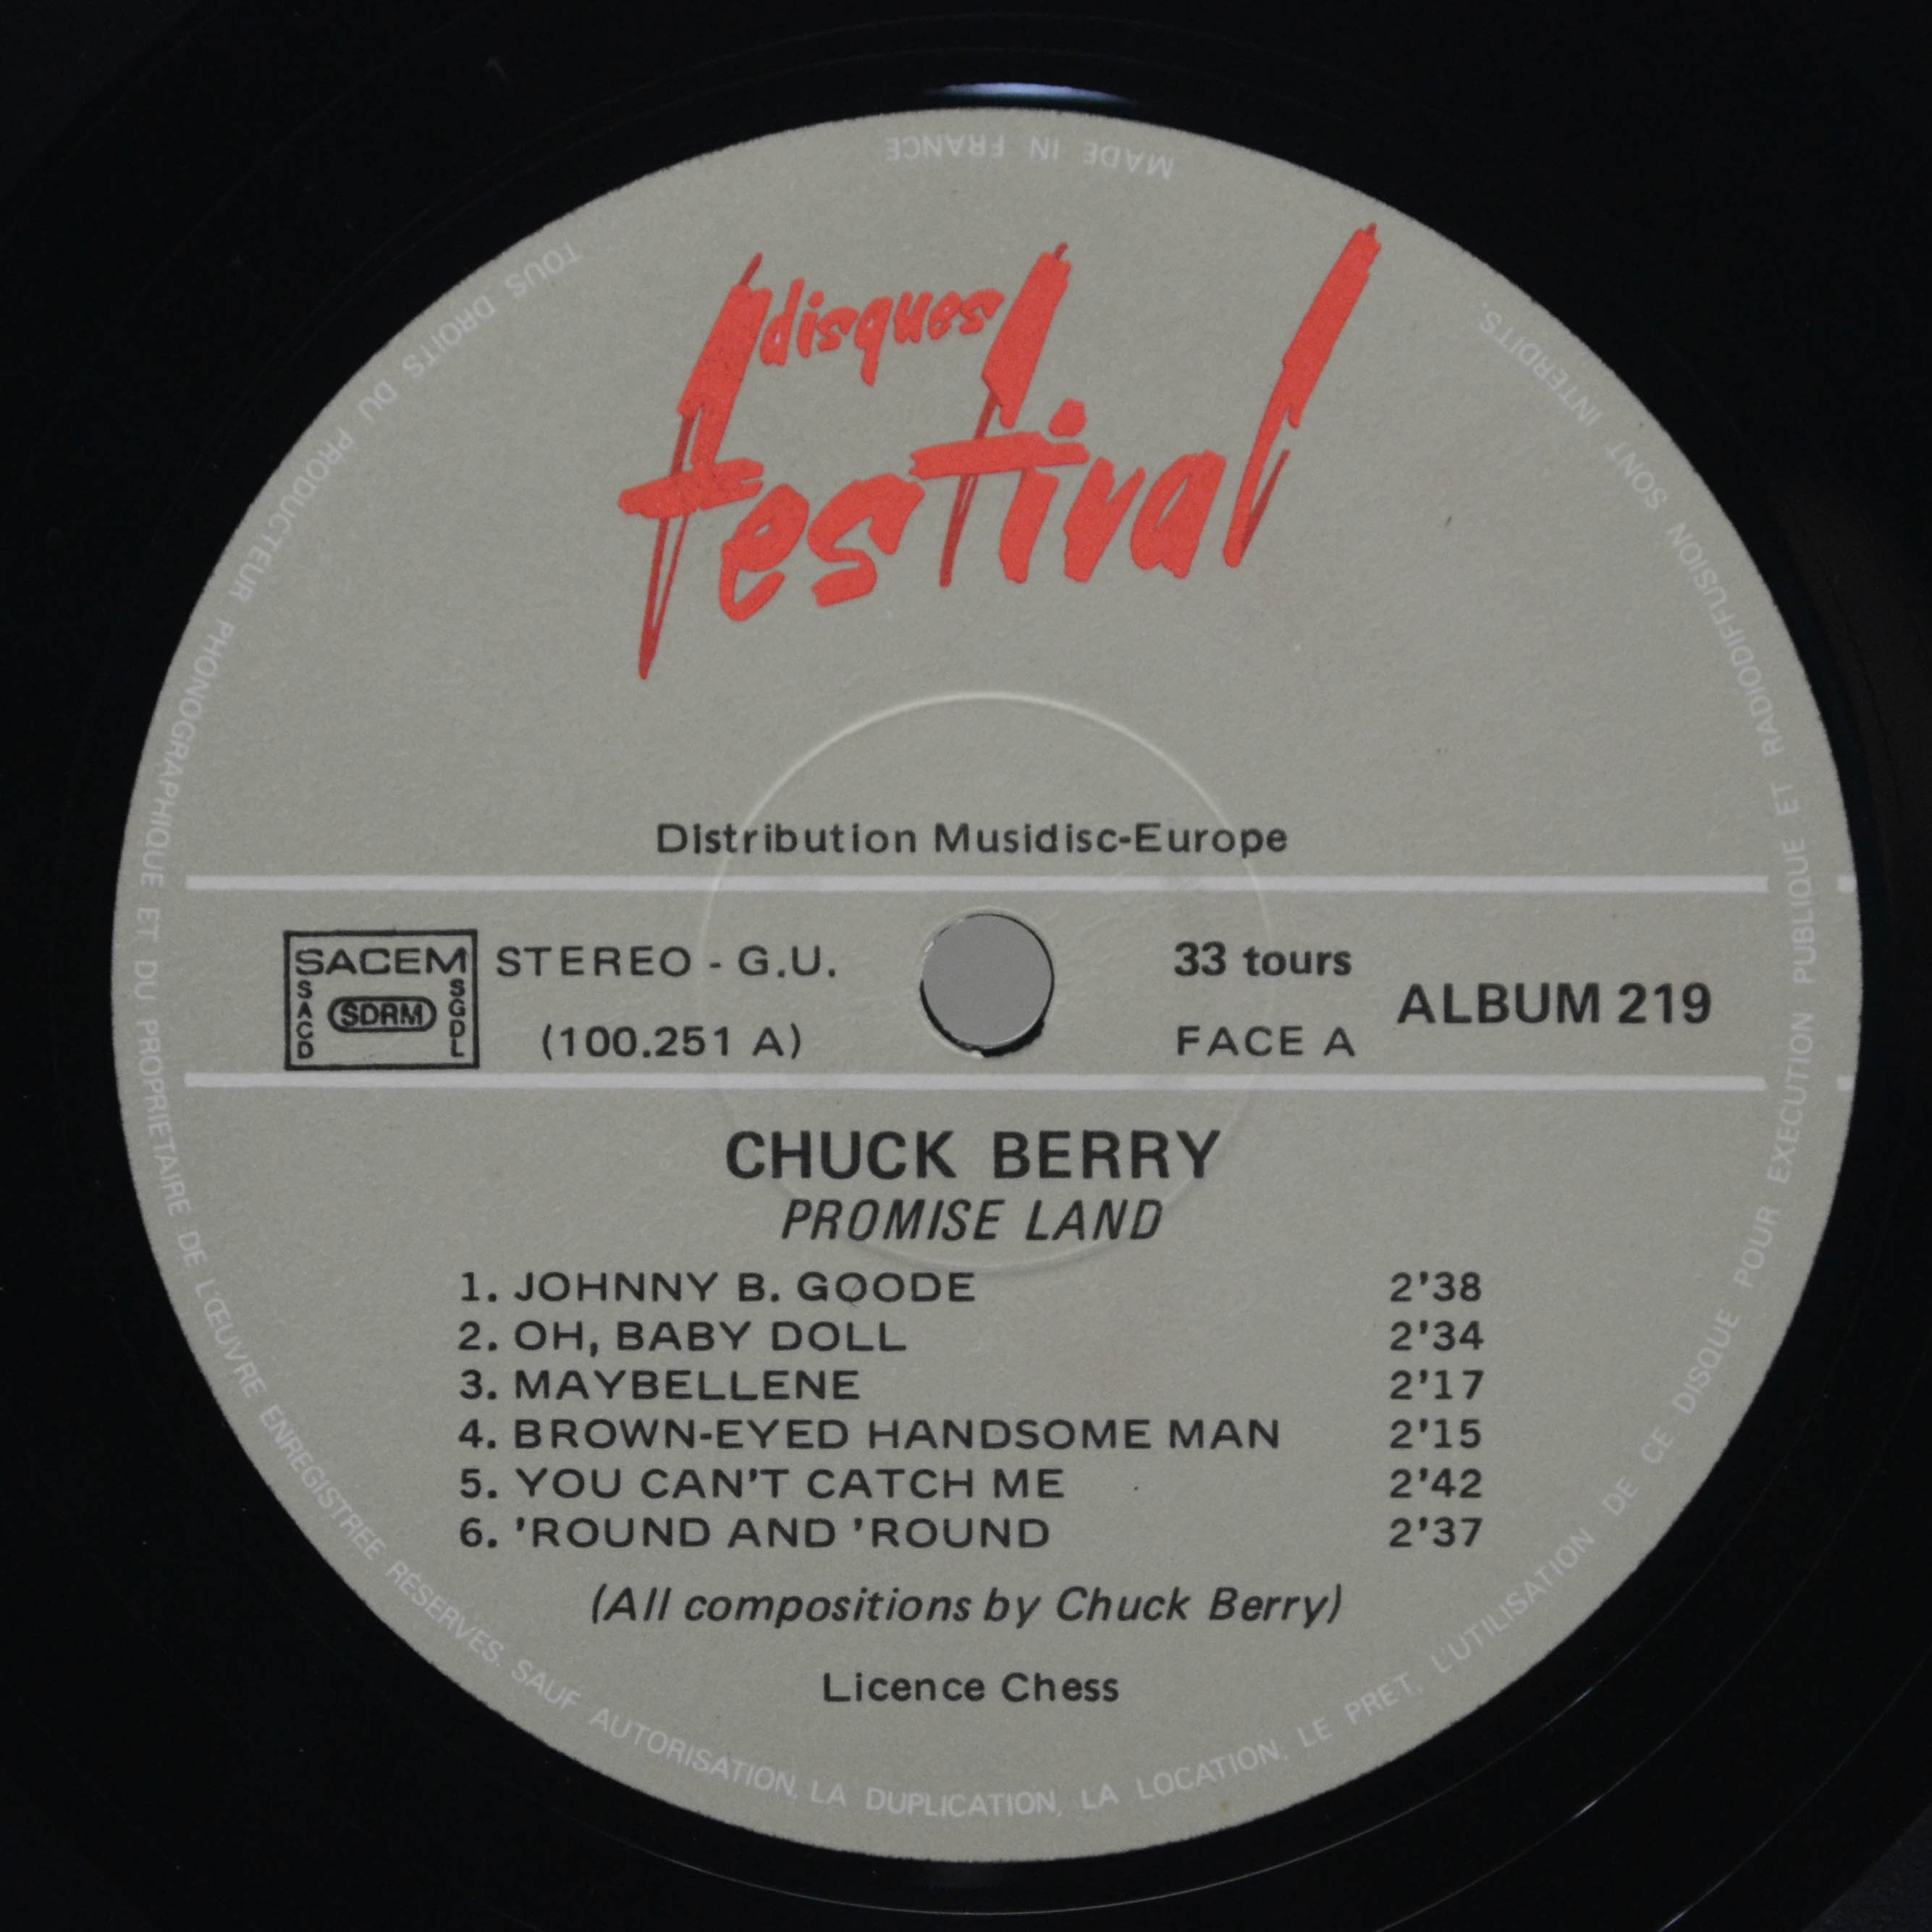 MADE IN FRANCE
disques
festival
Distribution Musidisc-Europe
SACEM
SACD
SDRM
SGDL
STEREO - G.U.
(100.251 A)
33 tours
FACE A
ALBUM 219
CHUCK BERRY
PROMISE LAND
1. JOHNNY B. GOODE 2'38
2. OH, BABY DOLL 2'34
3. MAYBELLENE 2'17
4. BROWN-EYED HANDSOME MAN 2'15
5. YOU CAN'T CATCH ME 2'42
6. 'ROUND AND 'ROUND 2'37
(All compositions by Chuck Berry)
Licence Chess
TOUS DROITS DU PRODUCTEUR PHONOGRAPHIQUE ET DU PROPRIETAIRE DE L'ŒUVRE ENREGISTREE RÉSERVES. SAUF AUTORISATION, LA DUPLICATION, LA LOCATION, LE PRET, L'UTILISATION DE CE DISQUE POUR EXECUTION PUBLIQUE ET RADIODIFFUSION SONT INTERDITS.